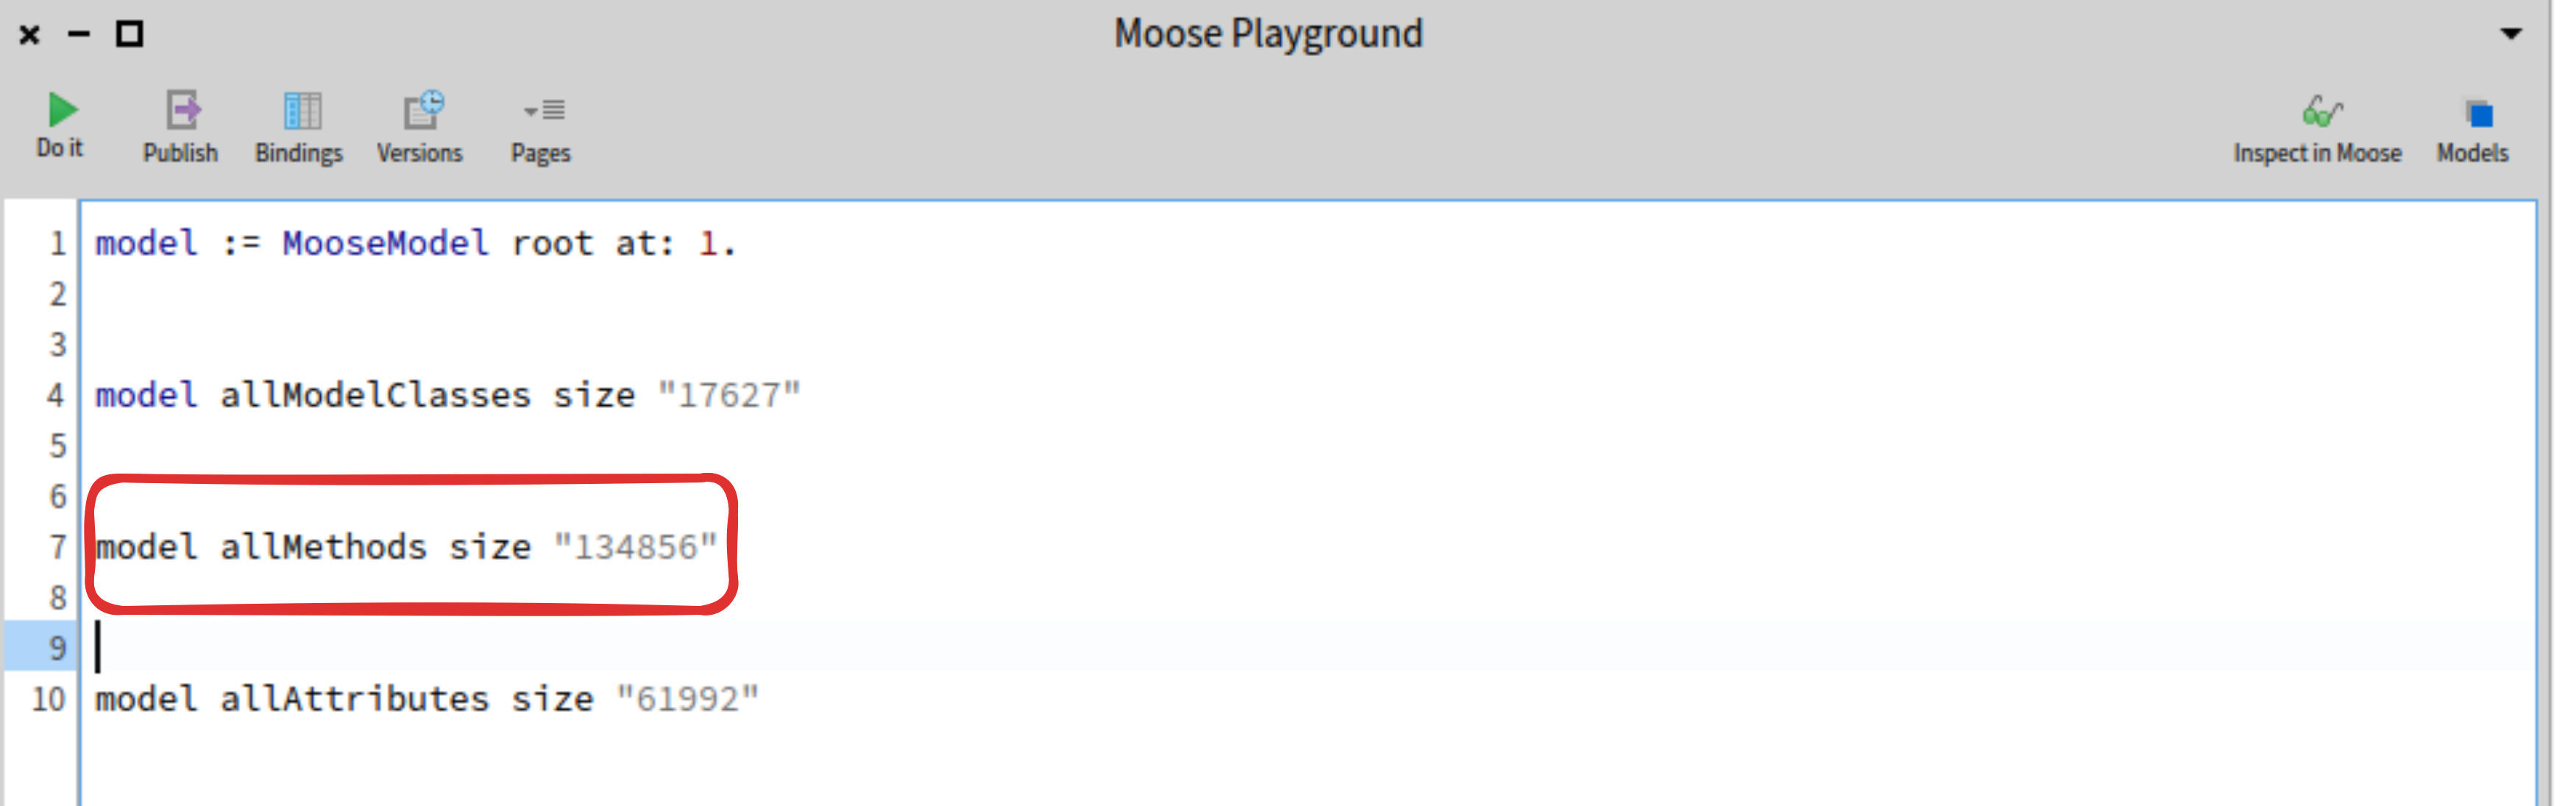 Moose Playground
Do it
Publish
Bindings
Versions
Pages
Inspect in Moose
Models
1 model := MooseModel root at: 1.
2
3
4 model allModelClasses size "17627"
5
6
7 model allMethods size "134856"
8
9
10 model allAttributes size "61992"